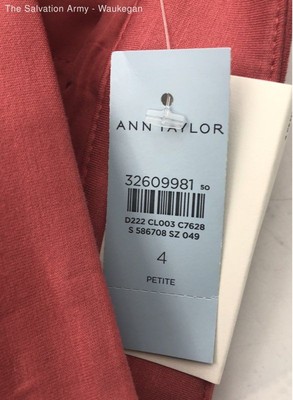 The Salvation Army - Waukegan
ANN TAYLOR
32609981 50
D222 CL003 C7628
S 586708 SZ 049
4
PETITE